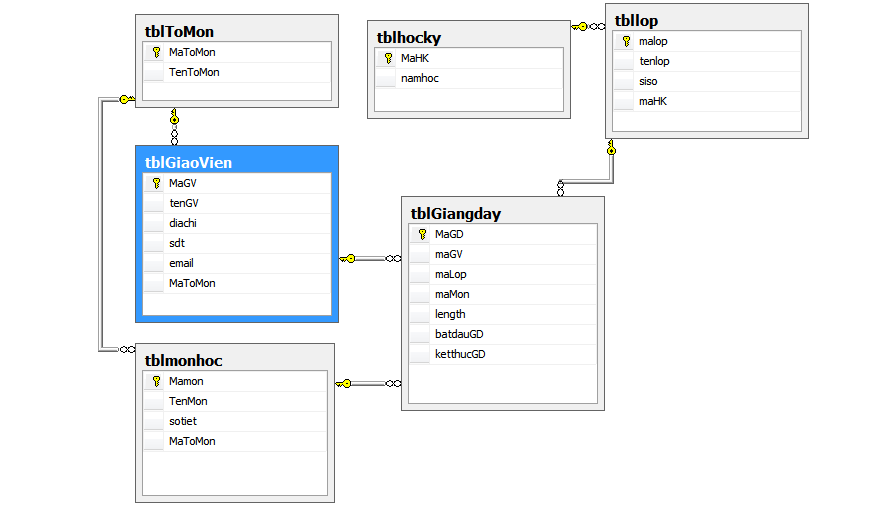 tblToMon
MaToMon
TenToMon
tblhocky
MaHK
namhoc
tbllop
malop
tenlop
siso
maHK
tblGiaoVien
MaGV
tenGV
diachi
sdt
email
MaToMon
tblGiangday
MaGD
maGV
maLop
maMon
length
batdauGD
ketthucGD
tblmonhoc
Mamon
TenMon
sotiet
MaToMon